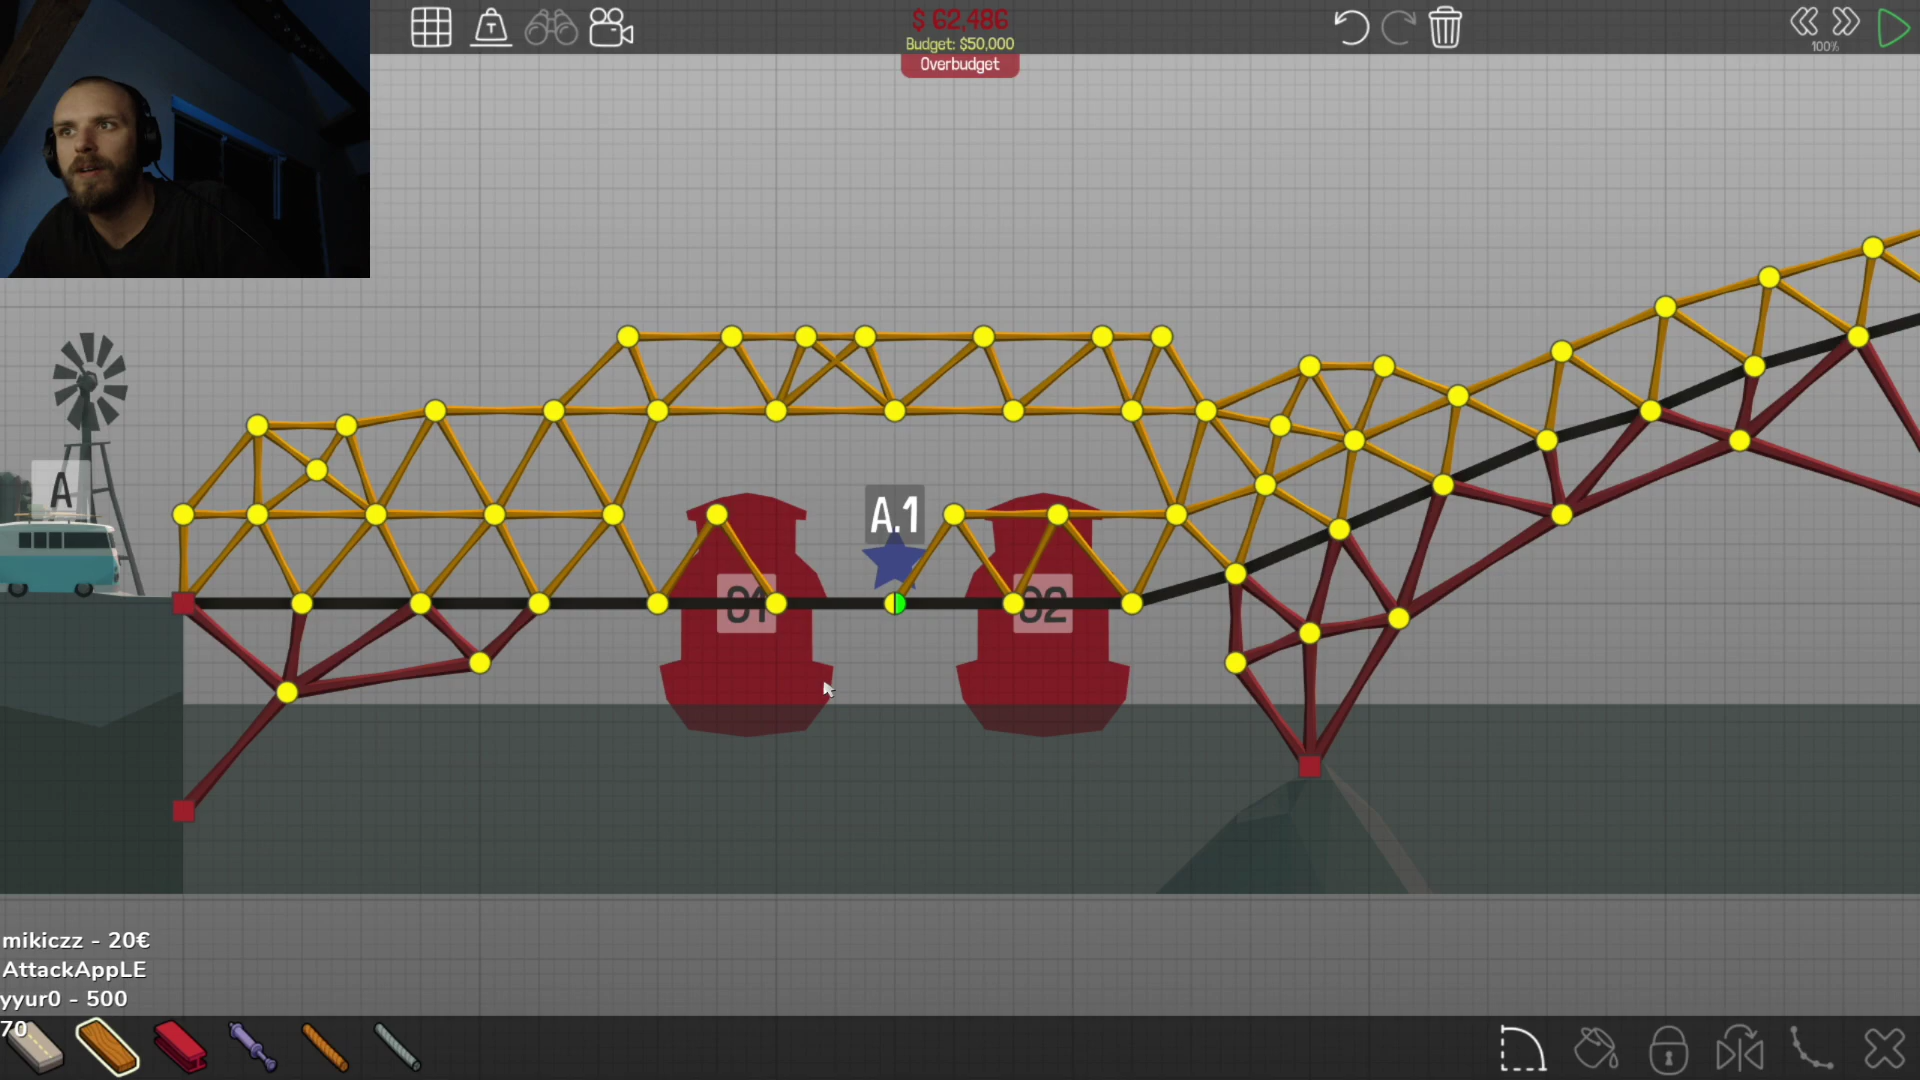 $ 62,486
Budget: $50,000
Overbudget
100%
T
A
A.1
01
02
mikiczz - 20€
AttackAppLE
yyur0 - 500
70